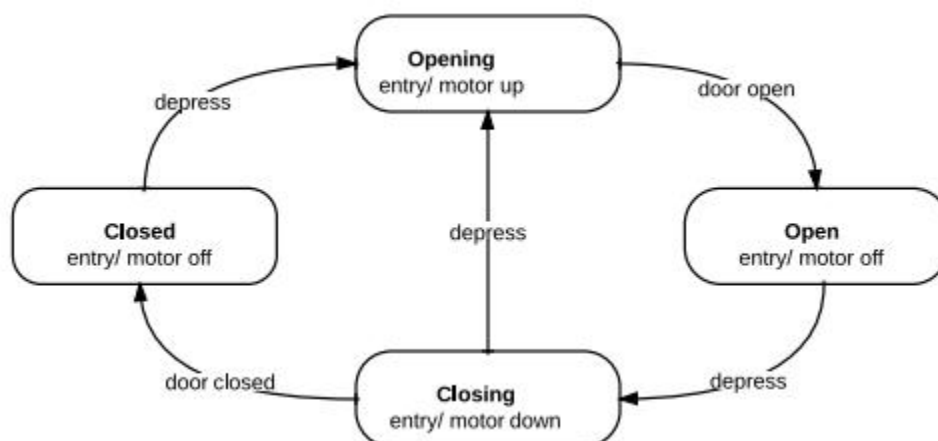 Opening
entry/ motor up
depress
door open
Closed
entry/ motor off
depress
Open
entry/ motor off
door closed
Closing
entry/ motor down
depress